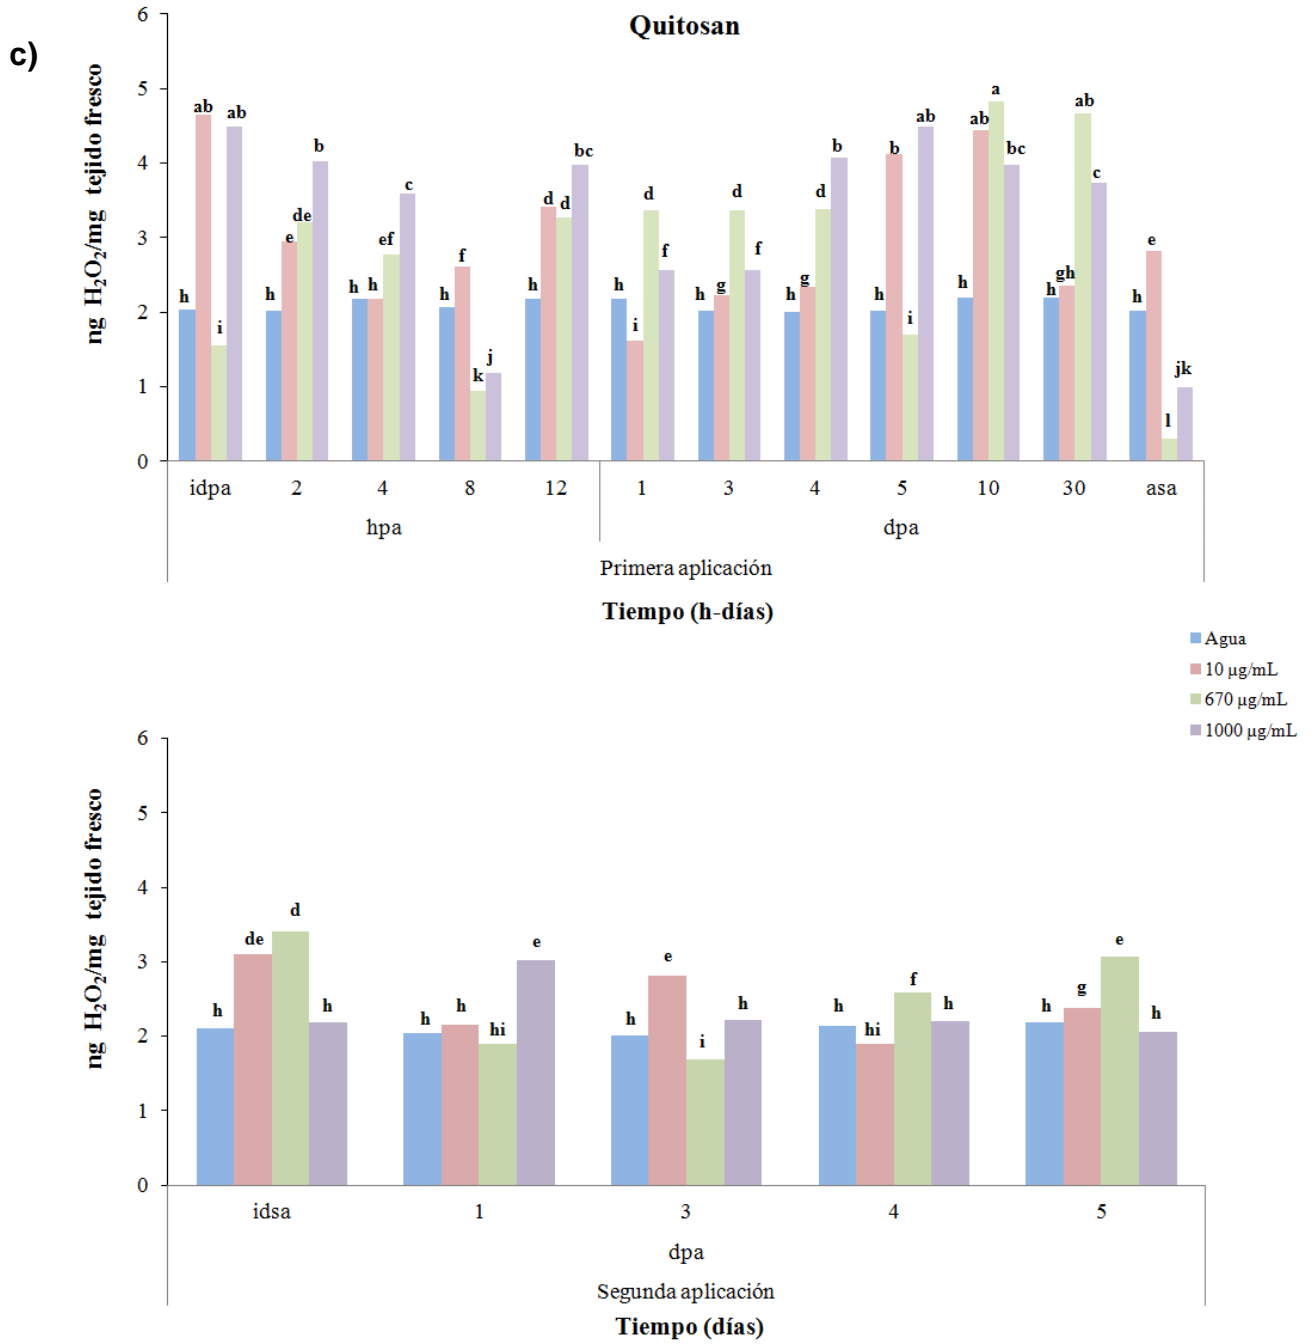 c)
Quitosan
ng H₂O₂/mg tejido fresco
6
5
4
3
2
1
0
ab ab b c bc d d d b ab a bc ab c
h i h e de h h ef h f k j h d d h i f h g f h g h b i h ab h gh h e l jk
idpa 2 4 8 12 1 3 4 5 10 30 asa
hpa dpa
Primera aplicación
Tiempo (h-días)
Agua
10 µg/mL
670 µg/mL
1000 µg/mL
ng H₂O₂/mg tejido fresco
6
5
4
3
2
1
0
h de d h h h hi e h e i h h hi f h h g e h
idsa 1 3 4 5
dpa
Segunda aplicación
Tiempo (días)